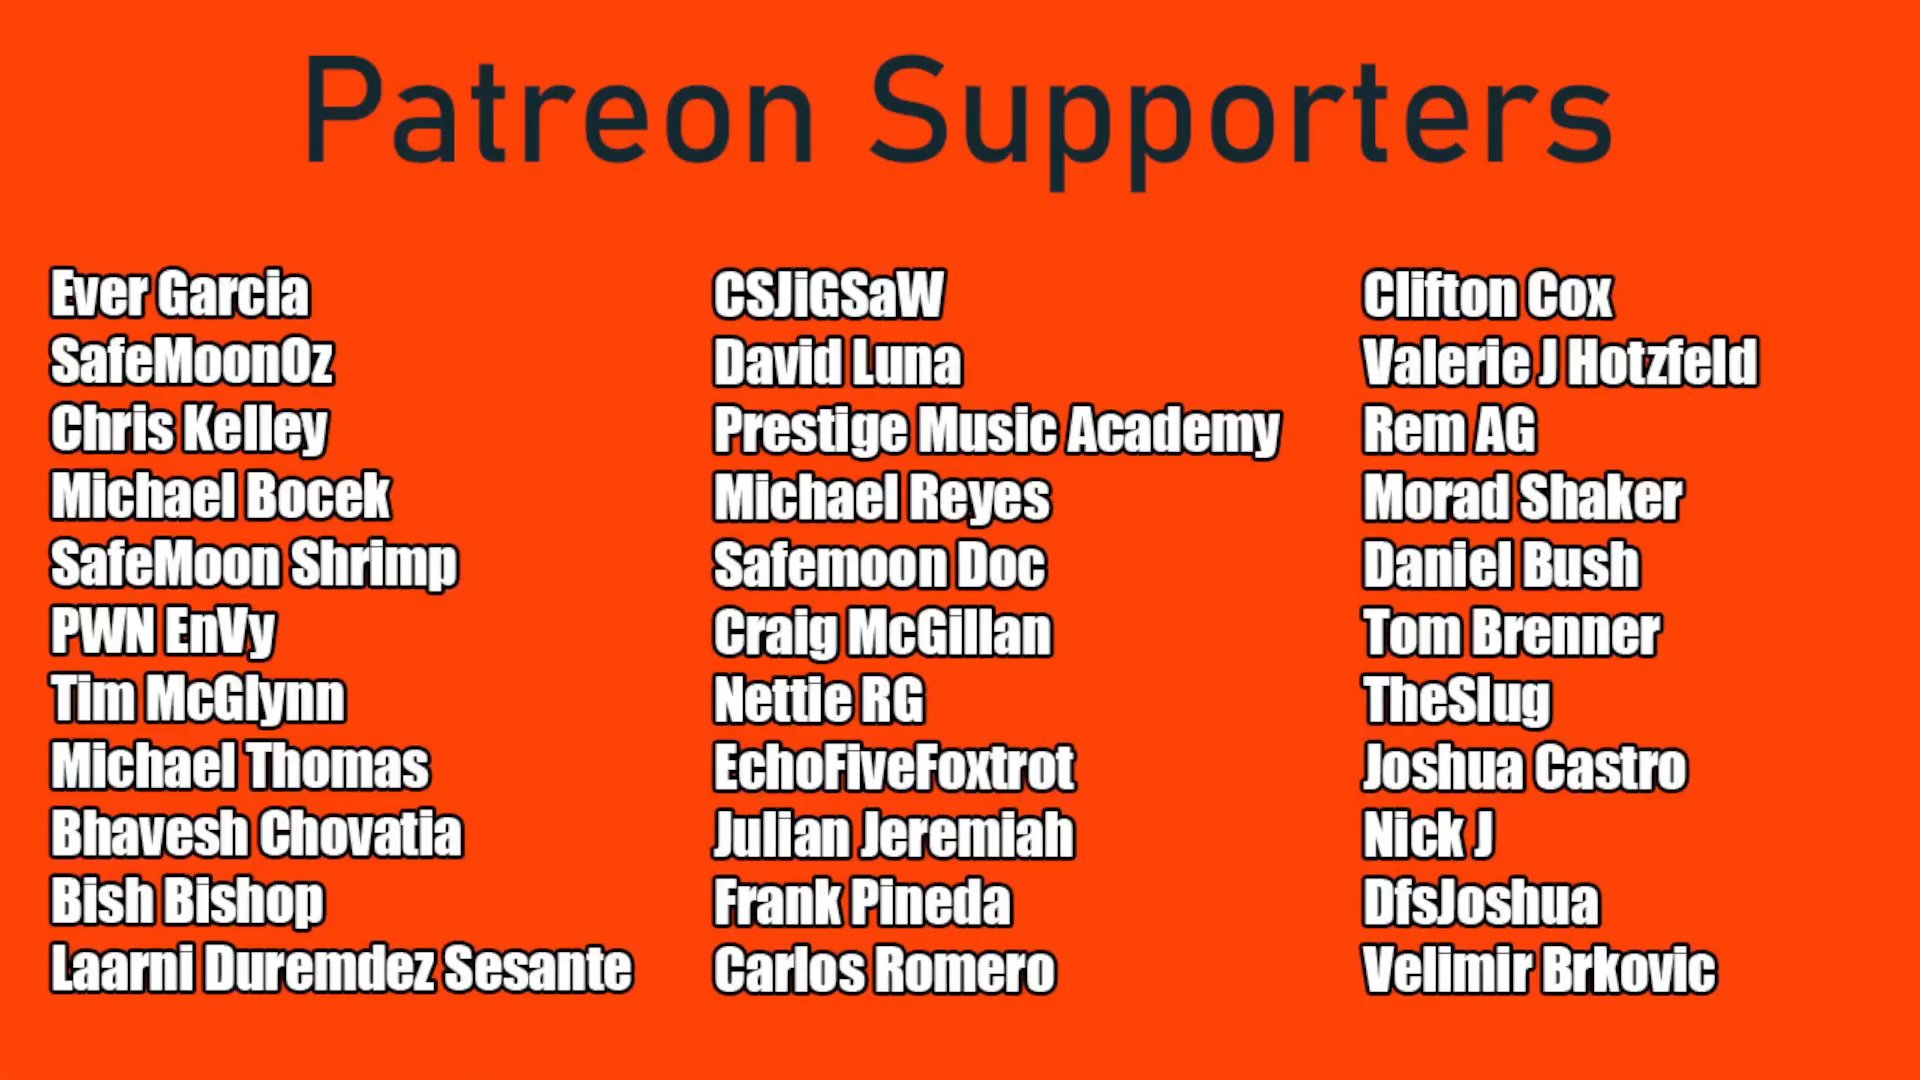 Patreon Supporters
Ever Garcia
SafeMoonOz
Chris Kelley
Michael Bocek
SafeMoon Shrimp
PWN EnVy
Tim McGlynn
Michael Thomas
Bhavesh Chovatia
Bish Bishop
Laarni Duremdez Sesante
CSJiGSaW
David Luna
Prestige Music Academy
Michael Reyes
Safemoon Doc
Craig McGillan
Nettie RG
EchoFiveFoxtrot
Julian Jeremiah
Frank Pineda
Carlos Romero
Clifton Cox
Valerie J Hotzfeld
Rem AG
Morad Shaker
Daniel Bush
Tom Brenner
TheSlug
Joshua Castro
Nick J
DfsJoshua
Velimir Brkovic